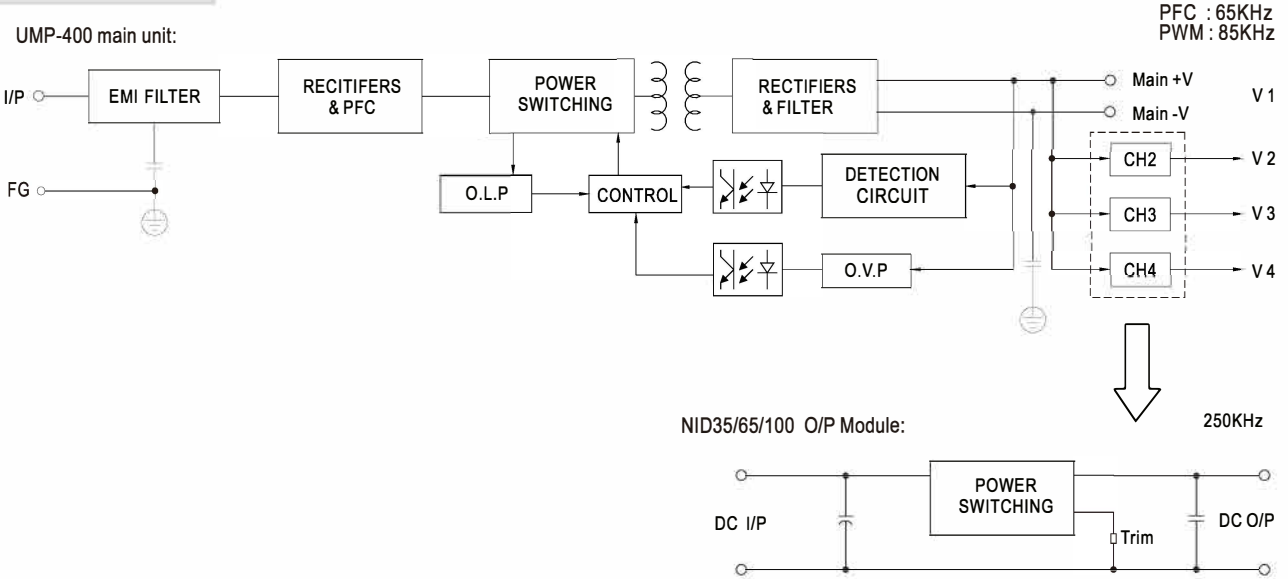 PFC : 65KHz
PWM : 85KHz
UMP-400 main unit:
I/P
EMI FILTER
RECITIFERS
& PFC
POWER
SWITCHING
RECTIFIERS
& FILTER
Main +V
Main -V
V 1
CH2
V 2
FG
O.L.P
CONTROL
DETECTION
CIRCUIT
CH3
V 3
O.V.P
CH4
V 4
NID35/65/100 O/P Module:
250KHz
DC I/P
POWER
SWITCHING
Trim
DC O/P